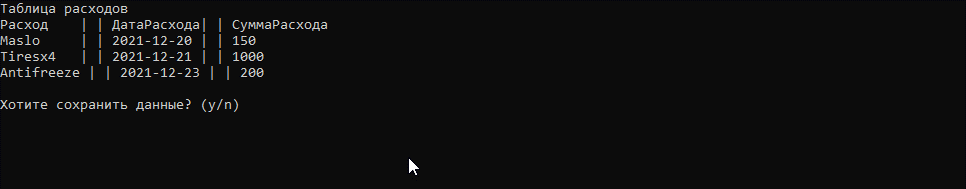 Таблица расходов
Расход    | | ДатаРасхода| | СуммаРасхода
Maslo     | | 2021-12-20 | | 150
Tiresx4   | | 2021-12-21 | | 1000
Antifreeze | | 2021-12-23 | | 200
Хотите сохранить данные? (y/n)